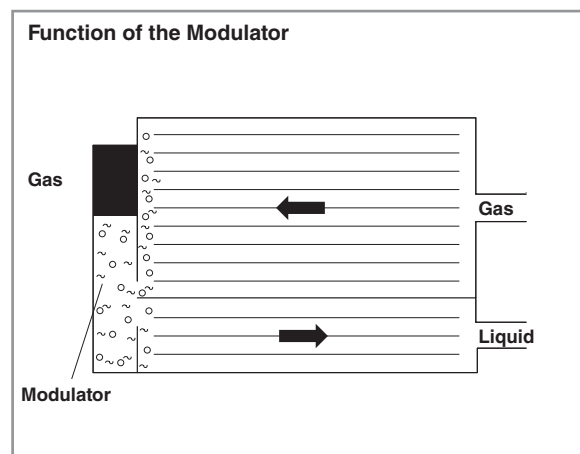 Function of the Modulator
Gas
Gas
Liquid
Modulator